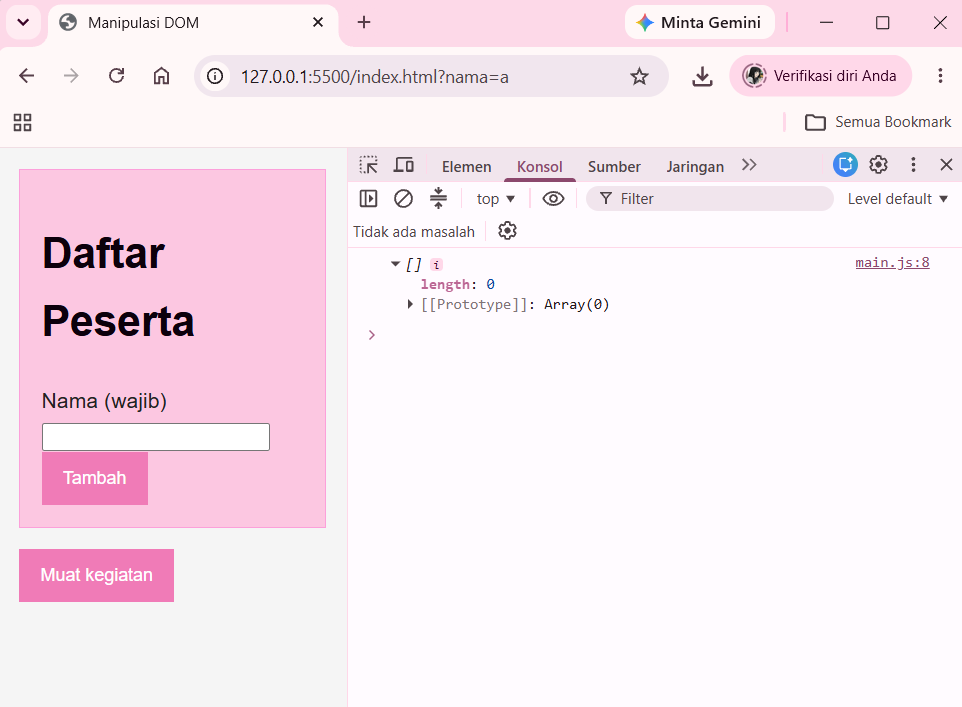 Manipulasi DOM
Minta Gemini
127.0.0.1:5500/index.html?nama=a
Verifikasi diri Anda
Semua Bookmark
Daftar
Peserta
Nama (wajib)
Tambah
Muat kegiatan
Elemen Konsol Sumber Jaringan
top Filter Level default
Tidak ada masalah
[] i main.js:8
length: 0
[[Prototype]]: Array(0)